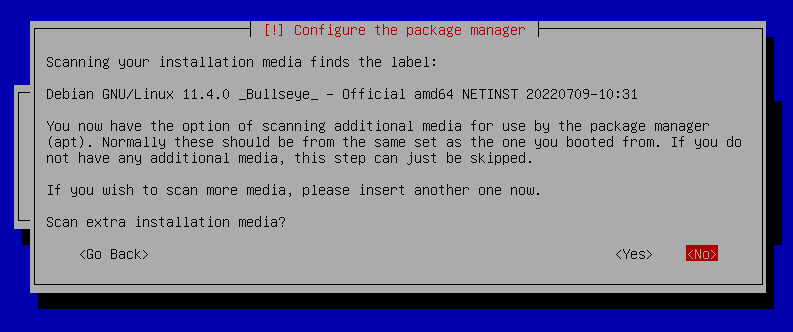 [!] Configure the package manager
Scanning your installation media finds the label:
Debian GNU/Linux 11.4.0 _Bullseye_ - Official amd64 NETINST 20220709-10:31
You now have the option of scanning additional media for use by the package manager
(apt). Normally these should be from the same set as the one you booted from. If you do
not have any additional media, this step can just be skipped.
If you wish to scan more media, please insert another one now.
Scan extra installation media?
<Go Back> <Yes> <No>